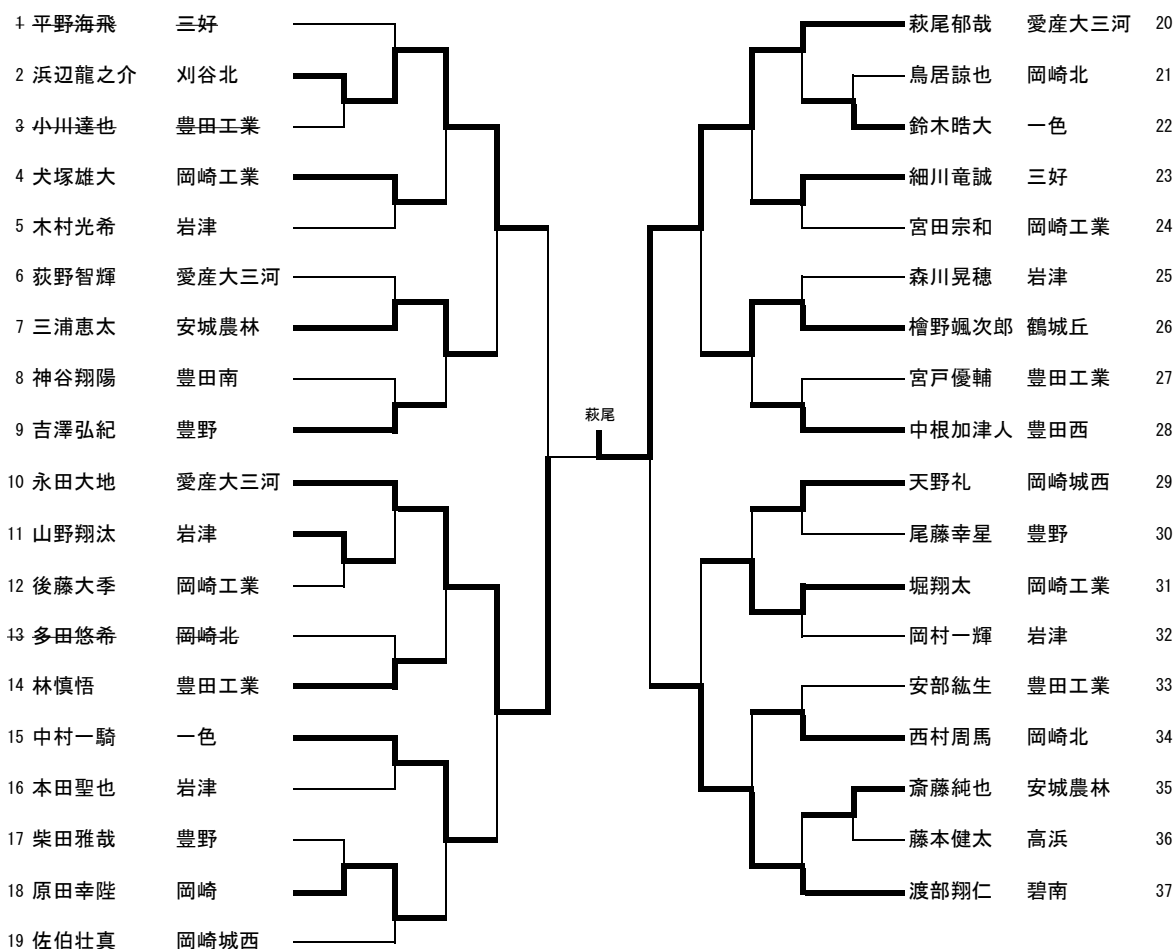 1 平野海飛 三好
2 浜辺龍之介 刈谷北
3 小川達也 豊田工業
4 犬塚雄大 岡崎工業
5 木村光希 岩津
6 荻野智輝 愛産大三河
7 三浦恵太 安城農林
8 神谷翔陽 豊田南
9 吉澤弘紀 豊野
10 永田大地 愛産大三河
11 山野翔汰 岩津
12 後藤大季 岡崎工業
13 多田悠希 岡崎北
14 林慎悟 豊田工業
15 中村一騎 一色
16 本田聖也 岩津
17 柴田雅哉 豊野
18 原田幸陛 岡崎
19 佐伯壮真 岡崎城西
萩尾
萩尾郁哉 愛産大三河 20
鳥居諒也 岡崎北 21
鈴木晧大 一色 22
細川竜誠 三好 23
宮田宗和 岡崎工業 24
森川晃穂 岩津 25
檜野颯次郎 鶴城丘 26
宮戸優輔 豊田工業 27
中根加津人 豊田西 28
天野礼 岡崎城西 29
尾藤幸星 豊野 30
堀翔太 岡崎工業 31
岡村一輝 岩津 32
安部紘生 豊田工業 33
西村周馬 岡崎北 34
斎藤純也 安城農林 35
藤本健太 高浜 36
渡部翔仁 碧南 37